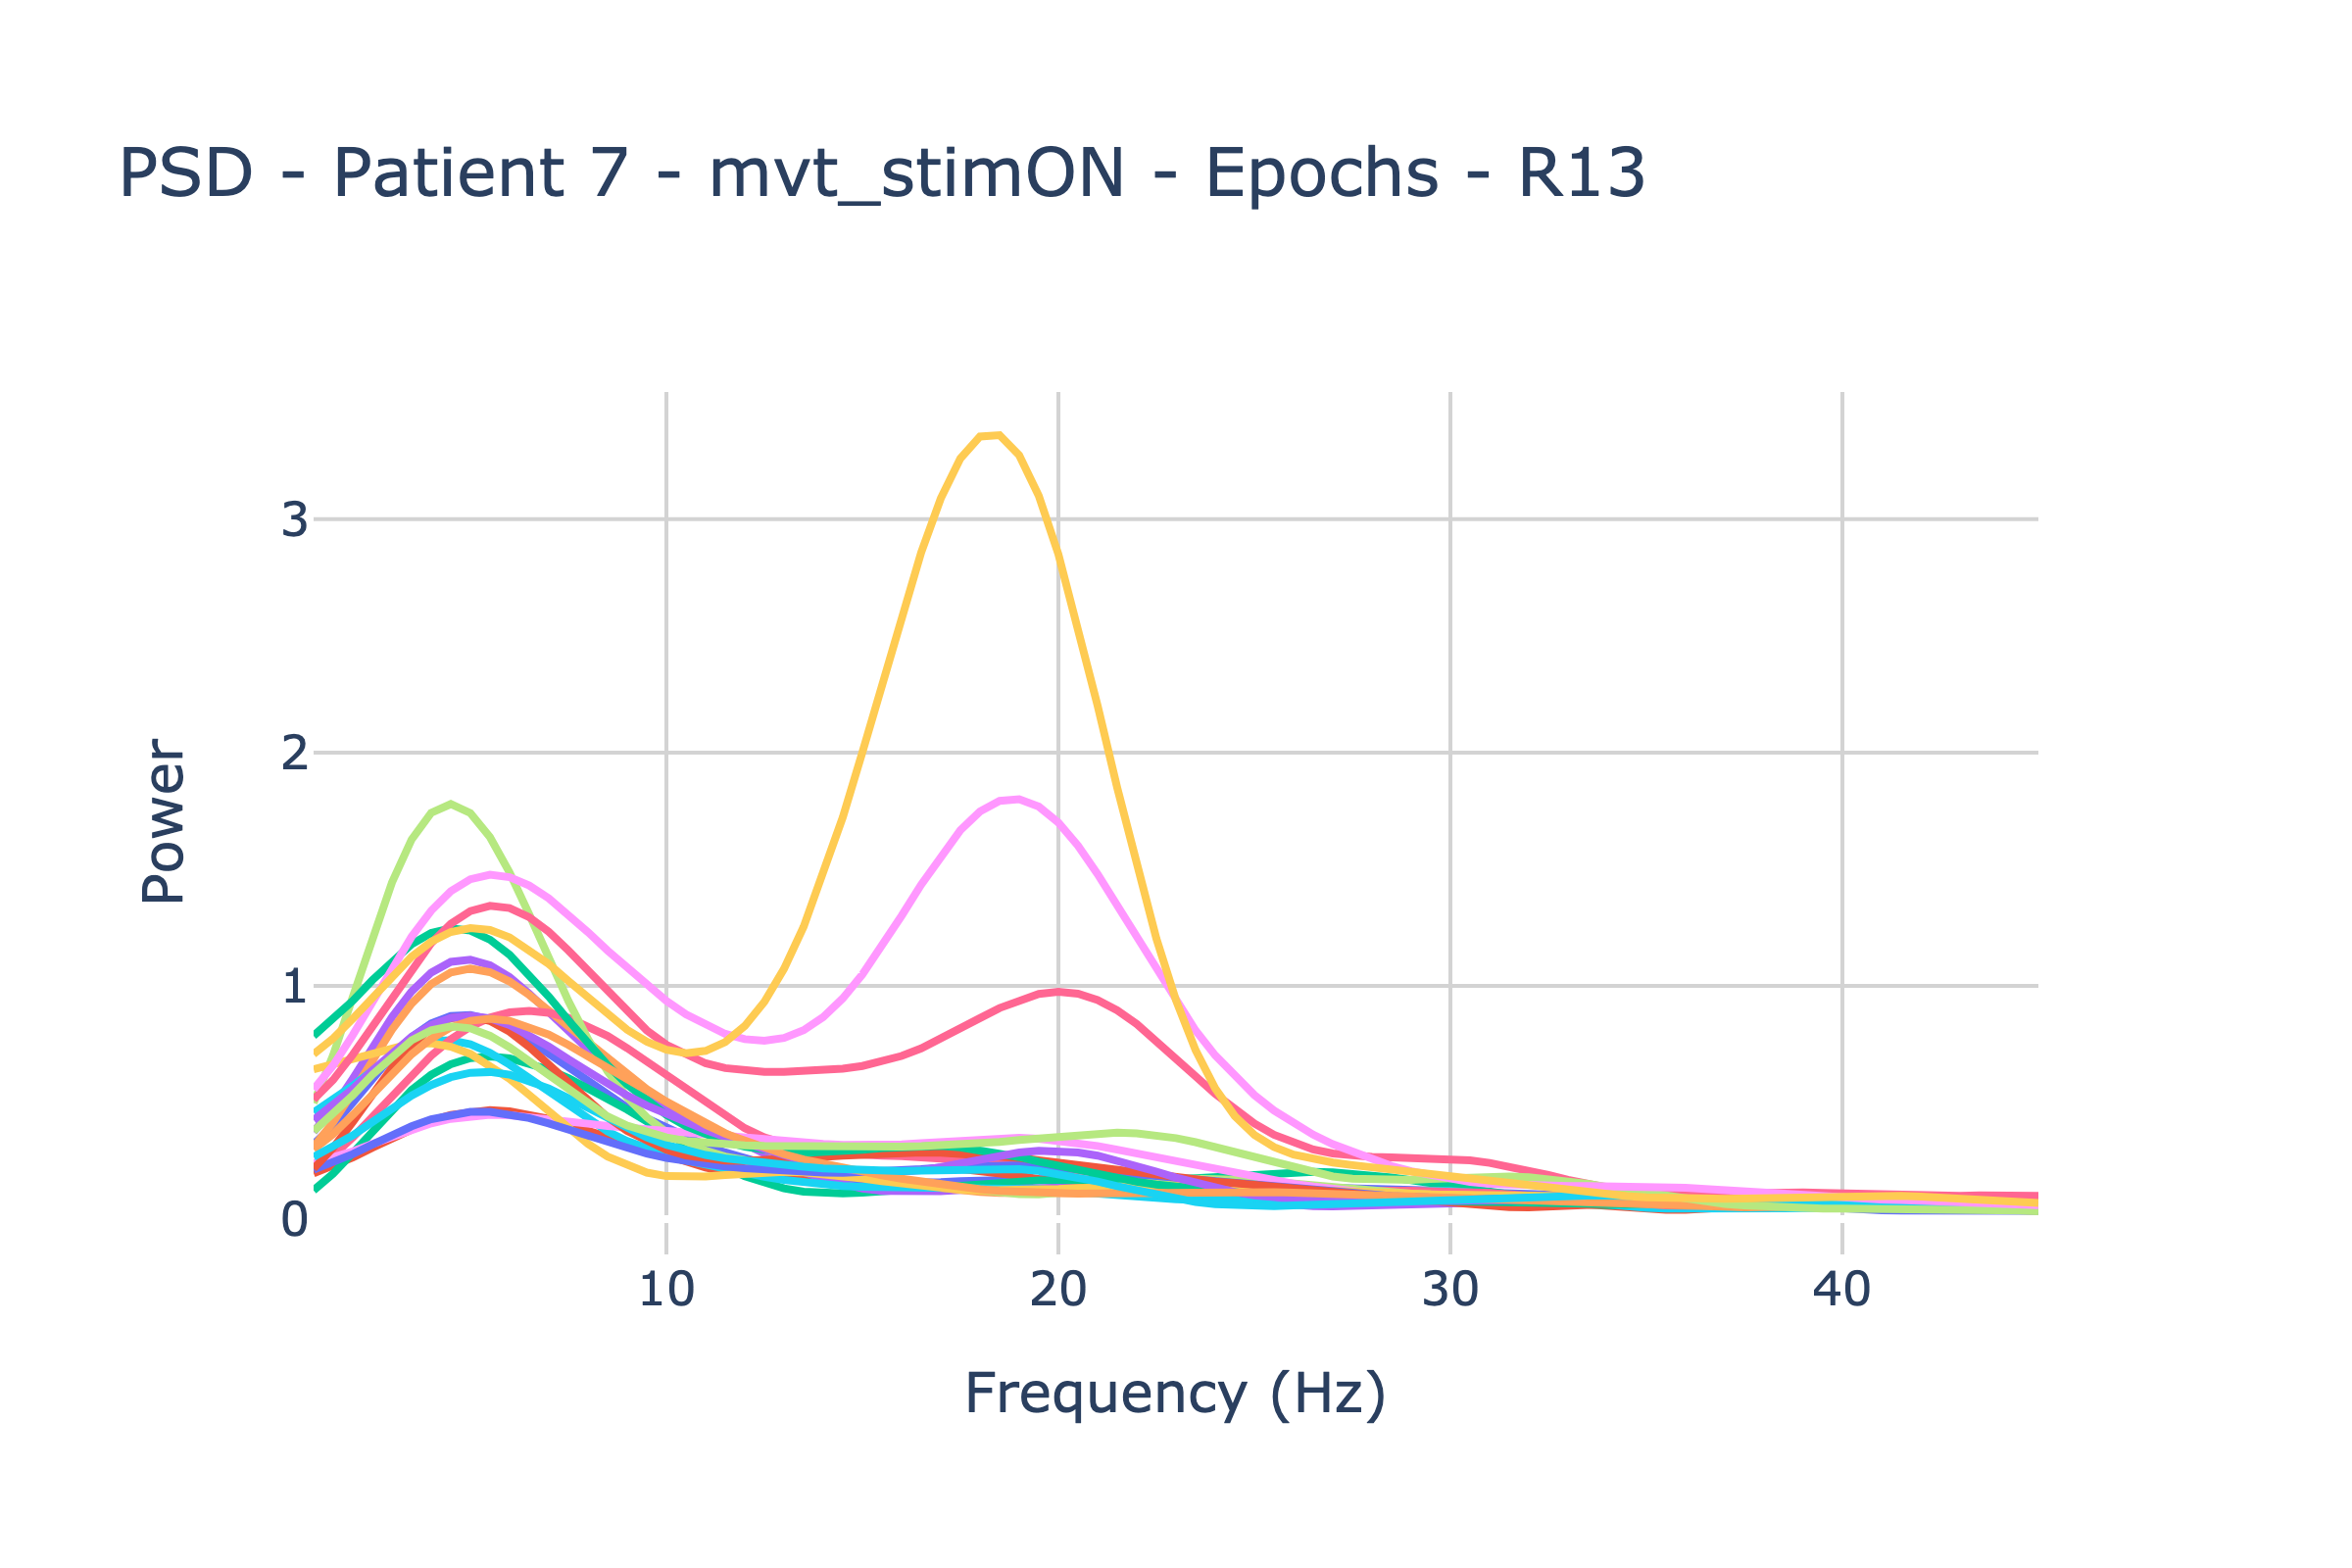 PSD - Patient 7 - mvt_stimON - Epochs - R13
3
2
1
0
Power
10 20 30 40
Frequency (Hz)